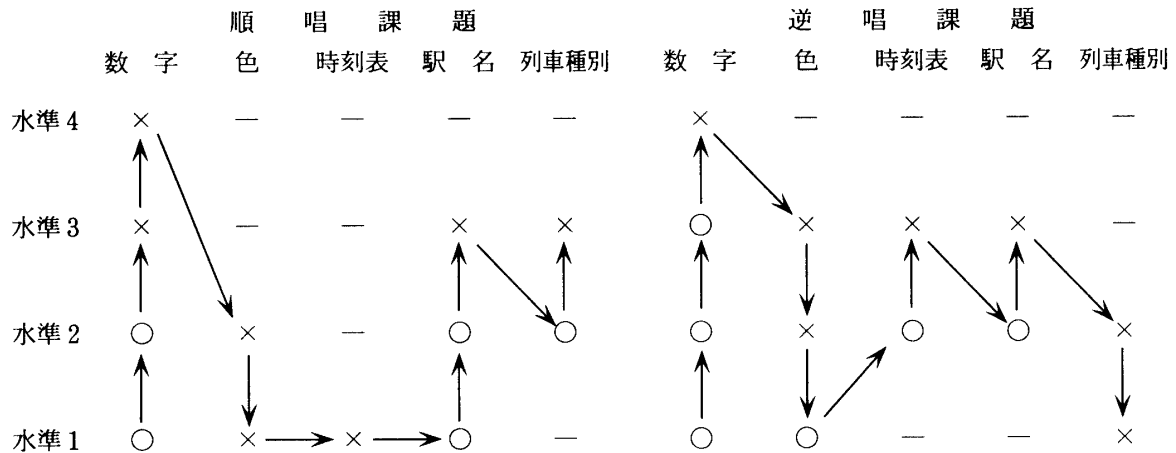 順唱課題 逆唱課題
数字 色 時刻表 駅名 列車種別 数字 色 時刻表 駅名 列車種別
水準4 × － － － － × － － － －
水準3 × － － × × ○ × × × －
水準2 ○ × － ○ ○ ○ × ○ ○ ×
水準1 ○ × × ○ － ○ ○ － － ×